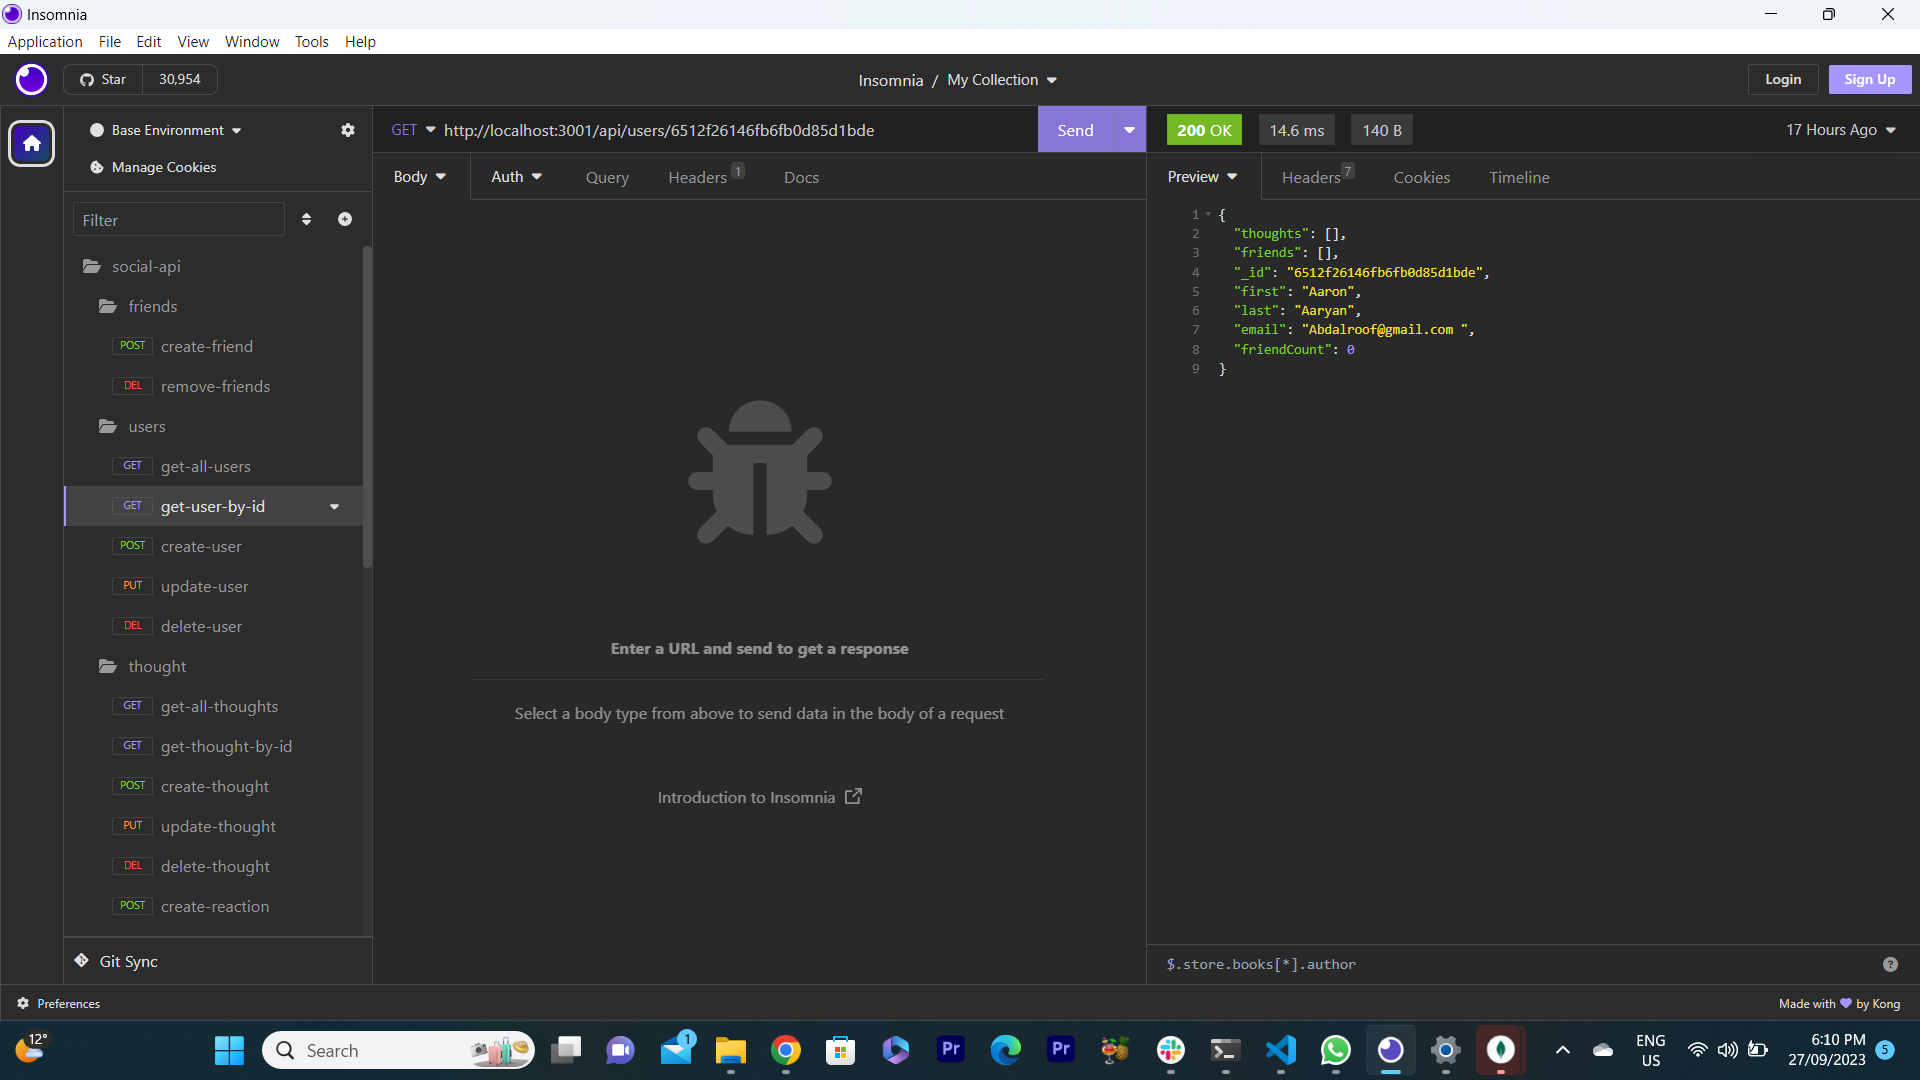 Insomnia
Application File Edit View Window Tools Help
Star 30,954
Insomnia / My Collection
Login Sign Up
Base Environment
Manage Cookies
Filter
social-api
friends
POST create-friend
DEL remove-friends
users
GET get-all-users
GET get-user-by-id
POST create-user
PUT update-user
DEL delete-user
thought
GET get-all-thoughts
GET get-thought-by-id
POST create-thought
PUT update-thought
DEL delete-thought
POST create-reaction
Git Sync
GET http://localhost:3001/api/users/6512f26146fb6fb0d85d1bde Send
Body Auth Query Headers 1 Docs
Enter a URL and send to get a response
Select a body type from above to send data in the body of a request
Introduction to Insomnia
200 OK 14.6 ms 140 B 17 Hours Ago
Preview Headers 7 Cookies Timeline
1 {
2 "thoughts": [],
3 "friends": [],
4 "_id": "6512f26146fb6fb0d85d1bde",
5 "first": "Aaron",
6 "last": "Aaryan",
7 "email": "Abdalroof@gmail.com ",
8 "friendCount": 0
9 }
$.store.books[*].author ?
Preferences
Made with 💜 by Kong
12°
Search
1
Pr
Pr
ENG
US
6:10 PM
27/09/2023
5